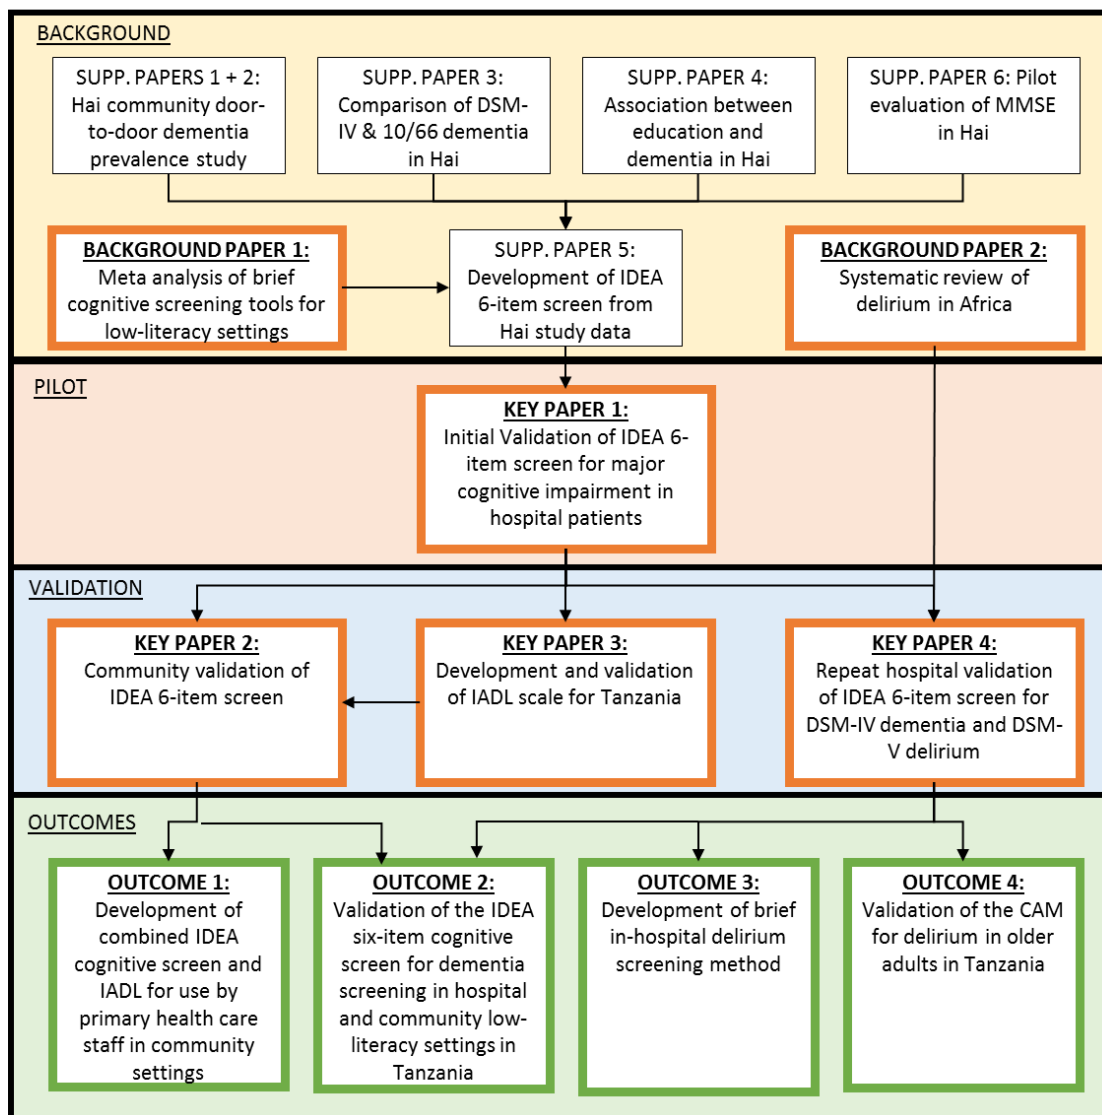 BACKGROUND
SUPP. PAPERS 1 + 2:
Hai community door-
to-door dementia
prevalence study
SUPP. PAPER 3:
Comparison of DSM-
IV & 10/66 dementia
in Hai
SUPP. PAPER 4:
Association between
education and
dementia in Hai
SUPP. PAPER 6: Pilot
evaluation of MMSE
in Hai
BACKGROUND PAPER 1:
Meta analysis of brief
cognitive screening tools for
low-literacy settings
SUPP. PAPER 5:
Development of IDEA
6-item screen from
Hai study data
BACKGROUND PAPER 2:
Systematic review of
delirium in Africa
PILOT
KEY PAPER 1:
Initial Validation of IDEA 6-
item screen for major
cognitive impairment in
hospital patients
VALIDATION
KEY PAPER 2:
Community validation of
IDEA 6-item screen
KEY PAPER 3:
Development and validation
of IADL scale for Tanzania
KEY PAPER 4:
Repeat hospital validation
of IDEA 6-item screen for
DSM-IV dementia and DSM-
V delirium
OUTCOMES
OUTCOME 1:
Development of
combined IDEA
cognitive screen and
IADL for use by
primary health care
staff in community
settings
OUTCOME 2:
Validation of the IDEA
six-item cognitive
screen for dementia
screening in hospital
and community low-
literacy settings in
Tanzania
OUTCOME 3:
Development of brief
in-hospital delirium
screening method
OUTCOME 4:
Validation of the CAM
for delirium in older
adults in Tanzania